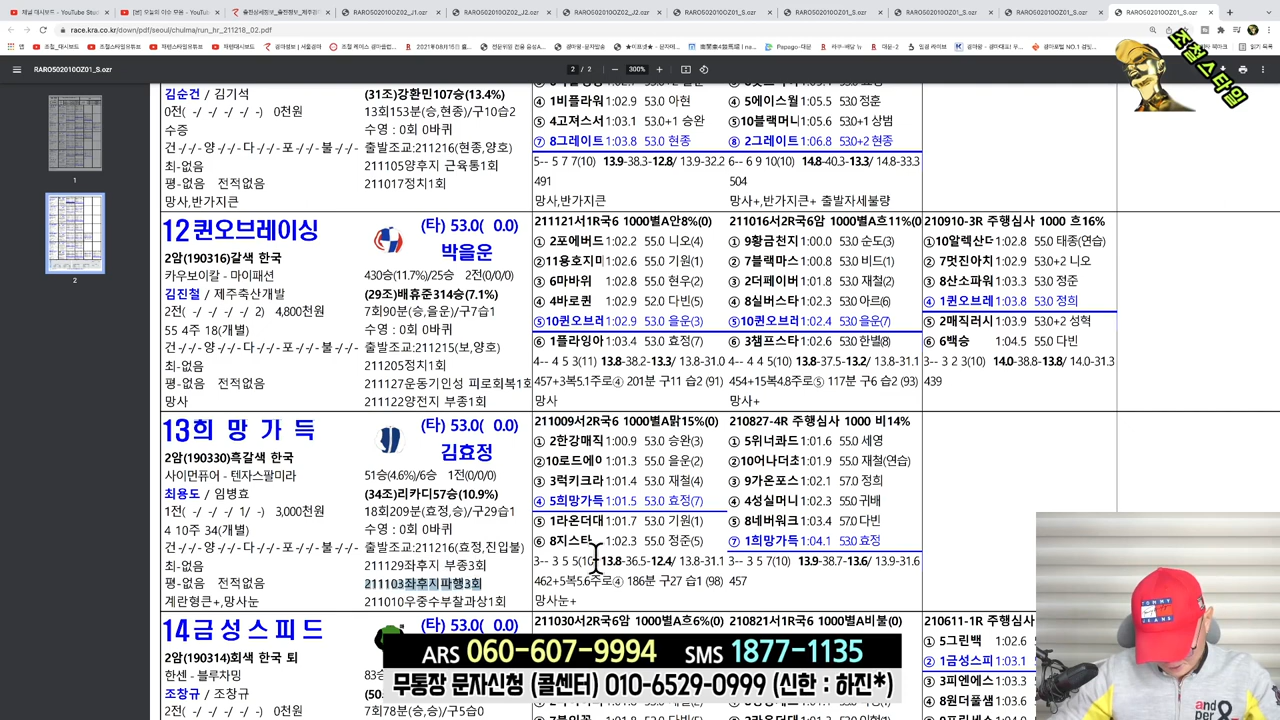 채널 대시보드 - YouTube Stu
race.kra.co.kr/down/pdf/seoul/chulma/run_hr_211218_02.pdf
RARO502010OZ01_S.ozr
2 / 2
300%
조철스타일
1
2
김순건 / 김기석
0전( -/ -/ -/ -/ -) 0천원
수중
건-/-/-양-/-/-다-/-/-포-/-/-불-/-/-
최-없음
평-없음 전적없음
망사,반가지큰
(31조)강환민107승(13.4%)
13회153분(승,현종)/구10습2
수영 : 0회 0바퀴
출발조교:211216(현종,양호)
211105양후지 근육통1회
211017정치1회
④ 1비플라워 1:02.9 53.0 아현
⑤ 4고져스서 1:03.1 53.0+1 승완
⑦ 8그레이트 1:03.8 53.0 현종
5-- 5 7 7(10) 13.9-38.3-12.8/ 13.9-32.2
491
망사,반가지큰
④ 5에이스월 1:05.5 53.0 정훈
⑤ 10블랙머 1:05.6 53.0+1 상범
⑧ 2그레이트 1:06.8 53.0+2 현종
6-- 6 9 10(10) 14.8-40.3-13.3/ 14.8-33.3
504
망사+,반가지큰+ 출발자세불량
12퀸오브레이싱
2암(190316)갈색 한국
카우보이칼 - 마이패션
김진철 / 제주축산개발
2전( -/ -/ -/ -/ 2) 4,800천원
55 4주 18(개별)
건-/-/-양-/-/-다-/-/-포-/-/-불-/-/-
최-없음
평-없음 전적없음
망사
(타) 53.0( 0.0)
박을운
430승(11.7%)/25승 2전(0/0/0)
(29조)배휴준314승(7.1%)
7회90분(승,을운)/구7습1
수영 : 0회 0바퀴
출발조교:211215(보,양호)
211205정치1회
211127운동기인성 피로회복1회
211122양전지 부종1회
211121서1R국6 1000별A안8%(0)
① 2포에버드 1:02.2 55.0 니오(4)
②11용호지미 1:02.6 55.0 기원(1)
③ 6마바위 1:02.8 55.0 현우(2)
④ 4바로퀸 1:02.9 52.0 다빈(5)
⑤10퀸오브러 1:02.9 53.0 을운(3)
⑥ 1플라잉아 1:03.4 53.0 효정(7)
4-- 4 4 3(11) 13.8-38.2-13.3/ 13.8-31.0
457+3복5.1주로④ 201분 구11 습2 (91)
망사
211016서2R국6암 1000별A흐11%(0
① 9황금천지 1:00.0 53.0 순도(3)
② 7블랙마스 1:00.8 53.0 비드(1)
③ 2더페이버 1:01.8 53.0 재철(2)
④ 8실버스타 1:02.3 53.0 아르(6)
⑤10퀸오브러 1:02.4 53.0 을운(7)
⑥ 3챔프스타 1:02.6 53.0 한별(8)
4-- 4 4 5(10) 13.8-37.5-13.2/ 13.8-31.1
454+15복4.8주로⑤ 117분 구6 습2 (93)
망사+
210910-3R 주행심사 1000 흐16%
①10알렉산더 1:02.8 55.0 태종(연습)
② 7멋진아치 1:02.9 53.0+2 니오
③ 8산소파워 1:03.3 53.0 정준
④ 1퀸오브레 1:03.8 53.0 정희
⑤ 2매직러시 1:03.9 53.0+2 성혁
⑥ 6백승 1:04.5 53.0 다빈
3-- 3 2 3(10) 14.0-38.8-13.8/ 14.0-31.3
439
13희 망 가 득
2암(190330)흑갈색 한국
사이먼퓨어 - 텐자스팔미라
최용도 / 임병효
1전( -/ -/ -/ 1/ -) 3,000천원
4 10주 34(개별)
건-/-/-양-/-/-다-/-/-포-/-/-불-/-/-
최-없음
평-없음 전적없음
계란형큰+,망사눈
(타) 53.0( 0.0)
김효정
51승(4.6%)/6승 1전(0/0/0)
(34조)리카디57승(10.9%)
18회209분(효정,승)/구29습1
수영 : 0회 0바퀴
출발조교:211216(효정,진입불)
211129좌후지 부종3회
211103좌후지파행3회
211010우중수부찰과상1회
211009서2R국6 1000별A맑15%(0)
① 2한강매직 1:00.9 53.0 승완(3)
②10로드에이 1:01.3 55.0 을운(2)
③ 3럭키크라 1:01.4 53.0 재철(4)
④ 5희망가득 1:01.5 53.0 효정(7)
⑤ 1라온더대 1:01.7 53.0 기원(1)
⑥ 8지스타 1:02.3 55.0 정준(5)
3-- 3 5 5(10 13.8-36.5-12.4/ 13.8-31.1
462+5복5.6주로④ 186분 구27 습1 (98)
망사눈+
210827-4R 주행심사 1000 비14%
① 5위너콰드 1:01.6 55.0 세영
②10어나더초 1:01.9 55.0 재철(연습)
③ 9가온포스 1:02.1 57.0 정희
④ 4성실머니 1:02.3 55.0 귀배
⑤ 8네버워크 1:03.4 57.0 다빈
⑦ 1희망가득 1:04.1 53.0 효정
3-- 3 5 7(10) 13.9-38.7-13.6/ 13.9-31.6
457
14금성스피드
2암(190314)회색 한국 퇴
한센 - 블루차밍
조창규 / 조창규
2전( -/ -/ -/ -/ -) 0천원
(타) 53.0( 0.0)
7회78분(승,승)/구5습0
211030서2R국6암 1000별A흐6%(0)
210821서1R국6 1000별A비불(0)
210611-1R 주행심사 1000
① 5그린백 1:02.6
② 1금성스피 1:03.1
③ 3피엔에스 1:03.3
④ 8원더풀샘 1:03.3
ARS 060-607-9994 SMS 1877-1135
무통장 문자신청 (콜센터) 010-6529-0999 (신한 : 하진*)
TOMMY
JEANS